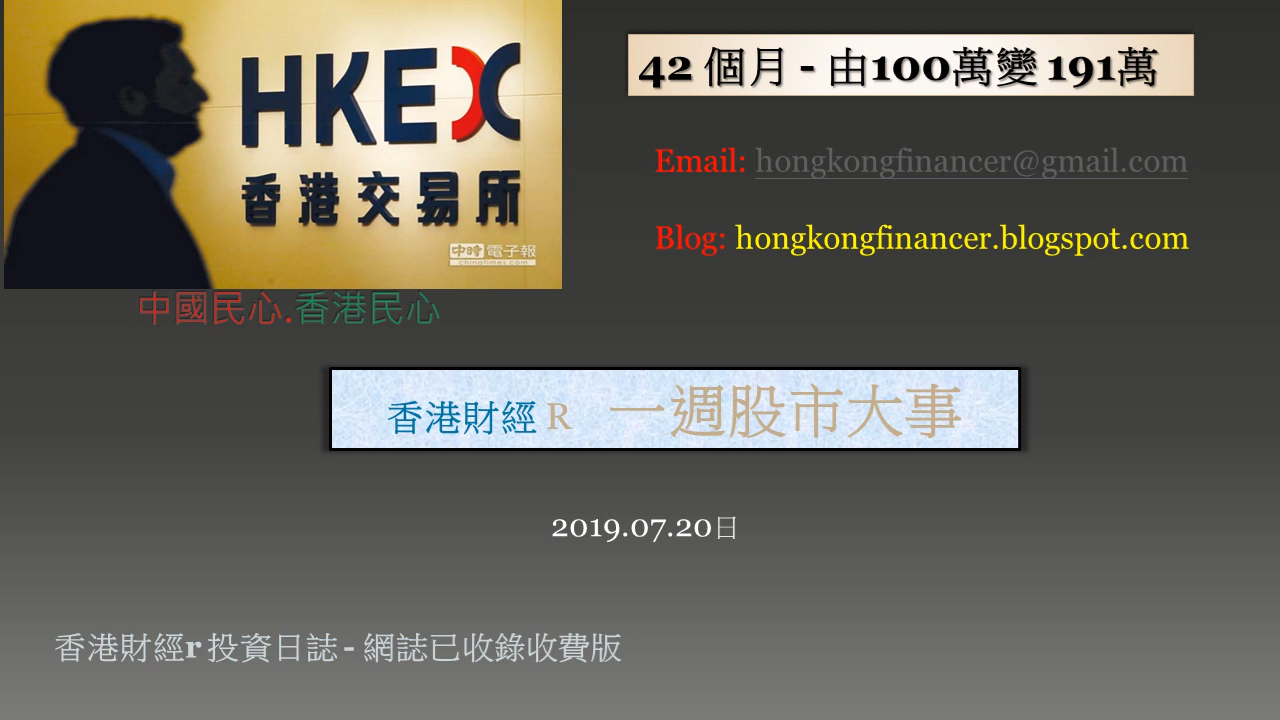 HKEX
香港交易所
中時電子報
chinatimes.com
42 個月 - 由100萬變 191萬
Email: hongkongfinancer@gmail.com
Blog: hongkongfinancer.blogspot.com
中國民心.香港民心
香港財經 R 一週股市大事
2019.07.20日
香港財經r 投資日誌 - 網誌已收錄收費版